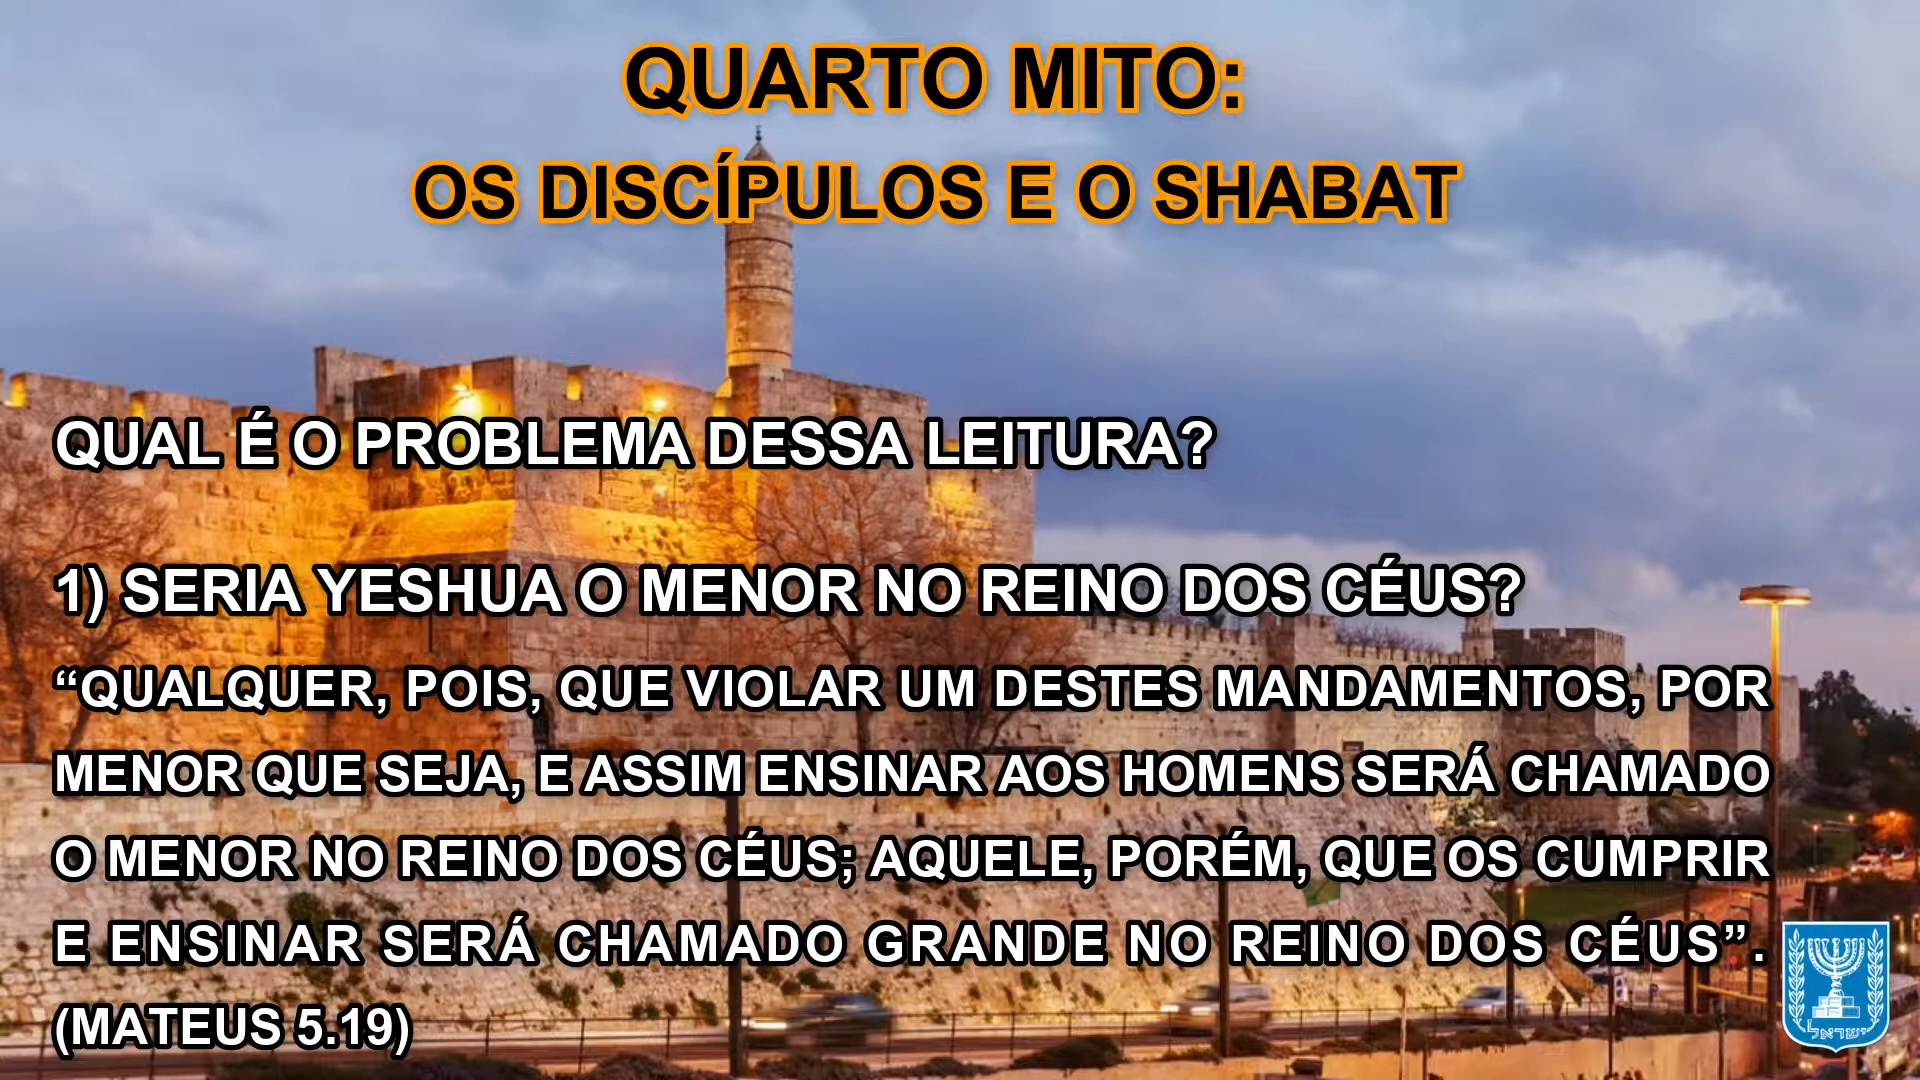 QUARTO MITO:
OS DISCÍPULOS E O SHABAT
QUAL É O PROBLEMA DESSA LEITURA?
1) SERIA YESHUA O MENOR NO REINO DOS CÉUS?
“QUALQUER, POIS, QUE VIOLAR UM DESTES MANDAMENTOS, POR
MENOR QUE SEJA, E ASSIM ENSINAR AOS HOMENS SERÁ CHAMADO
O MENOR NO REINO DOS CÉUS; AQUELE, PORÉM, QUE OS CUMPRIR
E ENSINAR SERÁ CHAMADO GRANDE NO REINO DOS CÉUS”.
(MATEUS 5.19)
ישראל